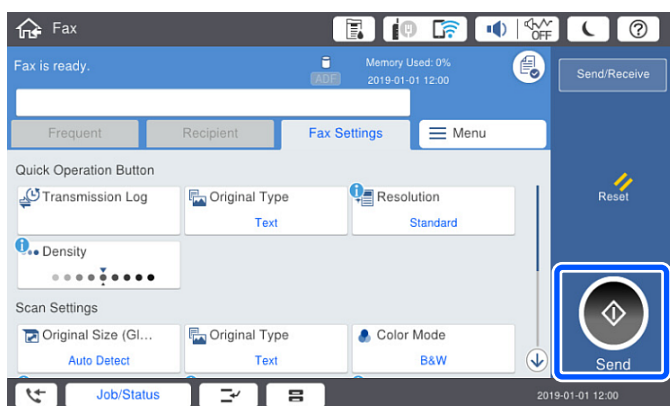 Fax
OFF
Fax is ready.
ADF
Memory Used: 0%
2019-01-01 12:00
Send/Receive
Frequent
Recipient
Fax Settings
Menu
Quick Operation Button
Transmission Log
Original Type
Text
Resolution
Standard
Reset
Density
Scan Settings
Original Size (Gl...
Auto Detect
Original Type
Text
Color Mode
B&W
Send
Job/Status
2019-01-01 12:00